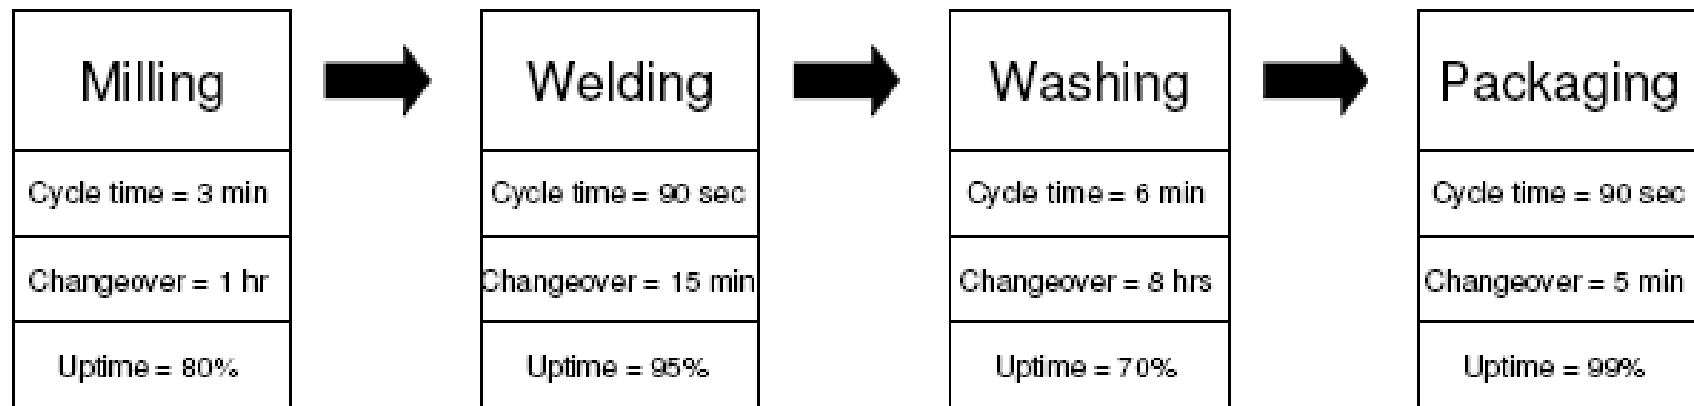 Milling
Cycle time = 3 min
Changeover = 1 hr
Uptime = 80%
Welding
Cycle time = 90 sec
Changeover = 15 min
Uptime = 95%
Washing
Cycle time = 6 min
Changeover = 8 hrs
Uptime = 70%
Packaging
Cycle time = 90 sec
Changeover = 5 min
Uptime = 99%